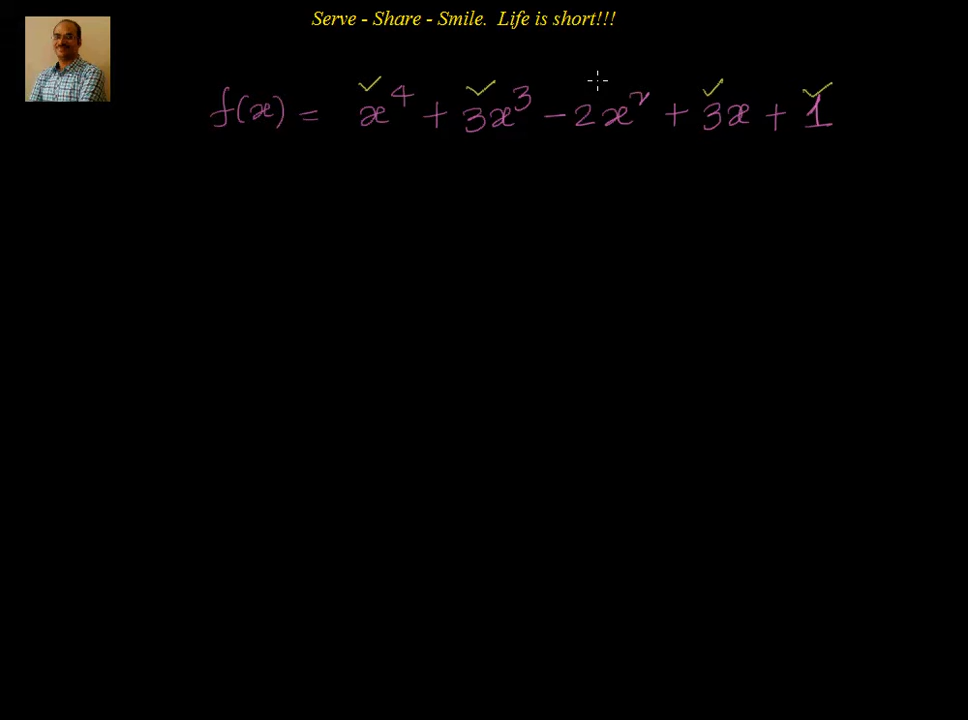 Serve - Share - Smile. Life is short!!!
f(x) = x⁴ + 3x³ - 2x² + 3x + 1